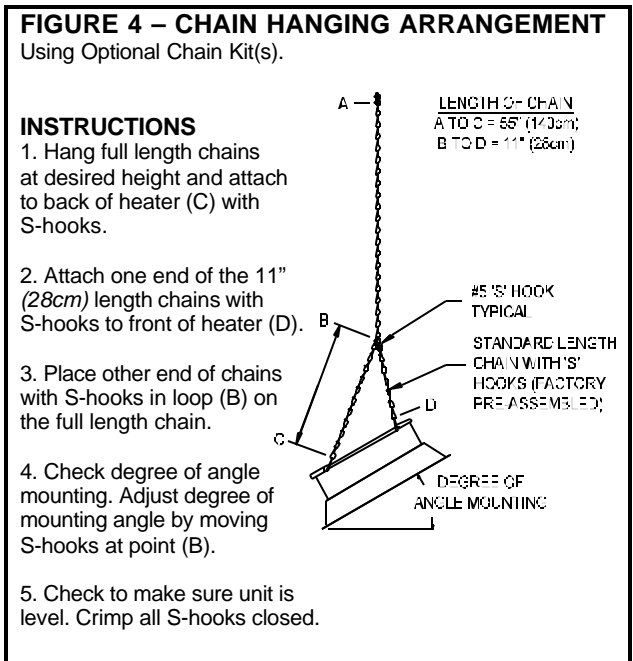 FIGURE 4 – CHAIN HANGING ARRANGEMENT
Using Optional Chain Kit(s).
INSTRUCTIONS
1. Hang full length chains
at desired height and attach
to back of heater (C) with
S-hooks.
2. Attach one end of the 11”
(28cm) length chains with
S-hooks to front of heater (D).
3. Place other end of chains
with S-hooks in loop (B) on
the full length chain.
4. Check degree of angle
mounting. Adjust degree of
mounting angle by moving
S-hooks at point (B).
5. Check to make sure unit is
level. Crimp all S-hooks closed.
A
LENGTH OF CHAIN
A TO C = 55" (140cm)
B TO D = 11" (28cm)
#5 'S' HOOK
TYPICAL
B
STANDARD LENGTH
CHAIN WITH 'S'
HOOKS (FACTORY
PRE-ASSEMBLED)
D
C
DEGREE OF
ANGLE MOUNTING